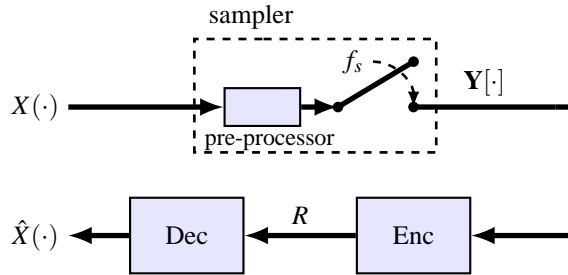 sampler
X(·)
f_s
Y[·]
pre-processor
X̂(·)
Dec
R
Enc